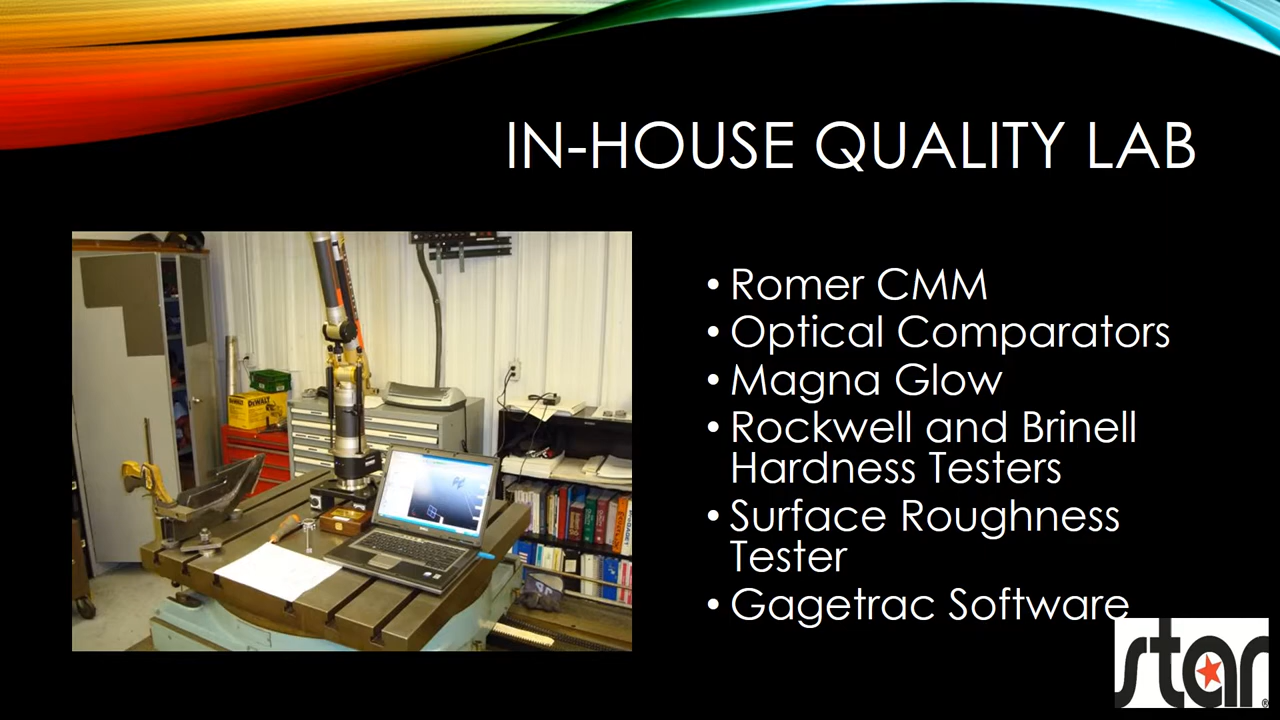 IN-HOUSE QUALITY LAB
• Romer CMM
• Optical Comparators
• Magna Glow
• Rockwell and Brinell
Hardness Testers
• Surface Roughness
Tester
• Gagetrac Software
DEWALT
DELL
star
®